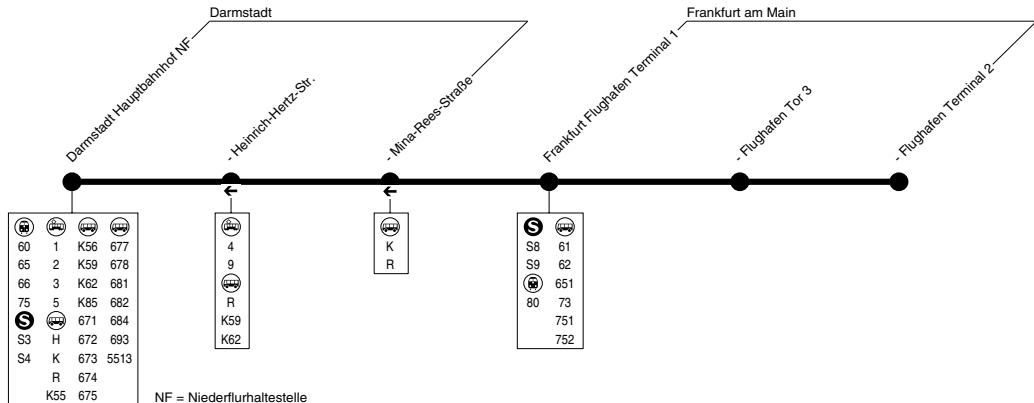 Darmstadt
Frankfurt am Main
Darmstadt Hauptbahnhof NF
- Heinrich-Hertz-Str.
- Mina-Rees-Straße
Frankfurt Flughafen Terminal 1
- Flughafen Tor 3
- Flughafen Terminal 2
60 1 K56 677
65 2 K59 678
66 3 K62 681
75 5 K85 682
S 671 684
S3 H 672 693
S4 K 673 5513
R 674
K55 675
4
9
R
K59
K62
K
R
S
S8 61
S9 62
651
80 73
751
752
NF = Niederflurhaltestelle